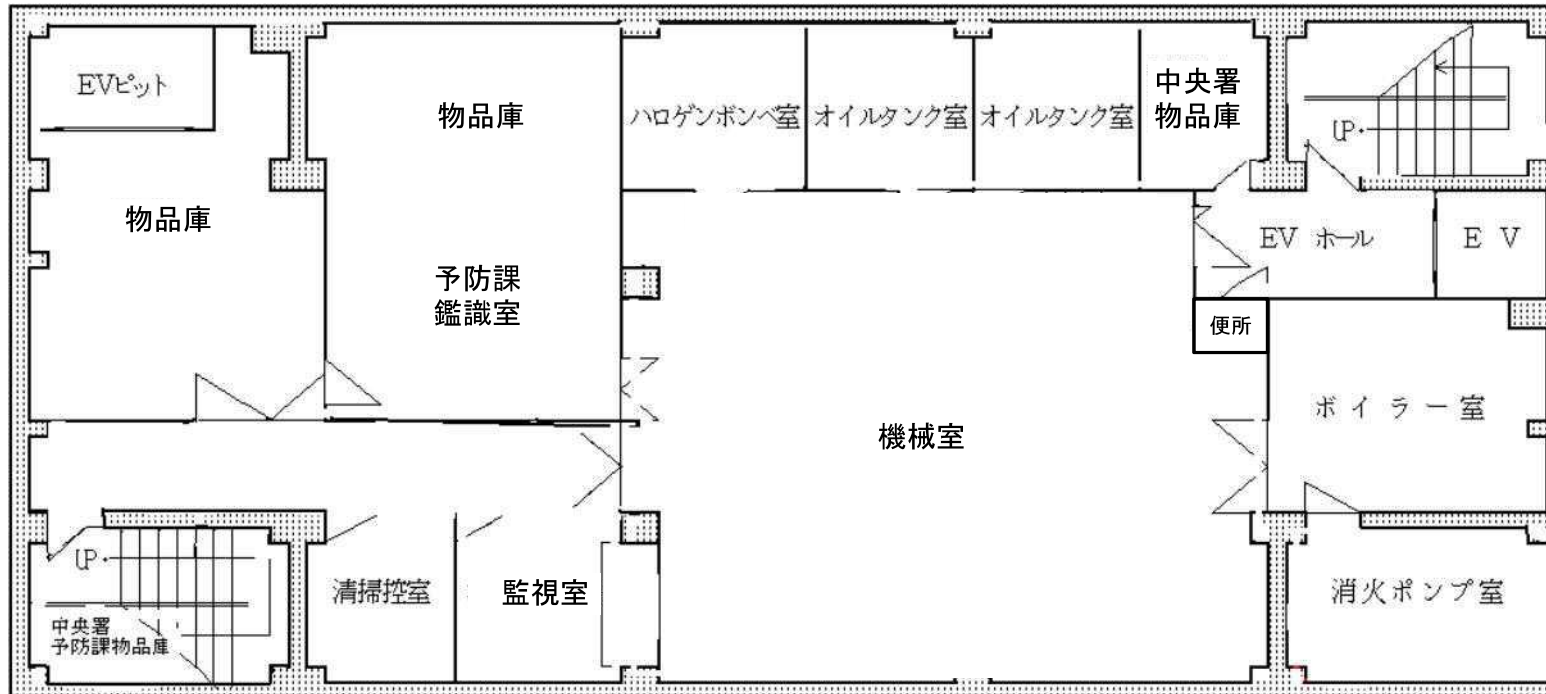 EVピット
物品庫
物品庫
予防課
鑑識室
ハロゲンボンベ室
オイルタンク室
オイルタンク室
中央署
物品庫
UP
EV ホール
E V
便所
ボイラー室
機械室
UP
中央署
予防課物品庫
清掃控室
監視室
消火ポンプ室